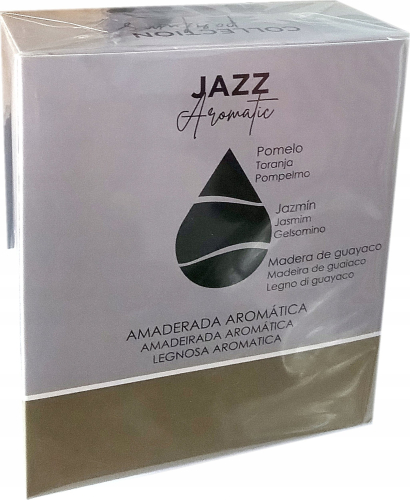 COLLECTION
JAZZ
Aromatic
Pomelo
Toranja
Pompelmo
Jazmín
Jasmim
Gelsomino
Madera de guayaco
Madeira de guaiaco
Legno di guayaco
AMADERADA AROMÁTICA
AMADEIRADA AROMÁTICA
LEGNOSA AROMATICA